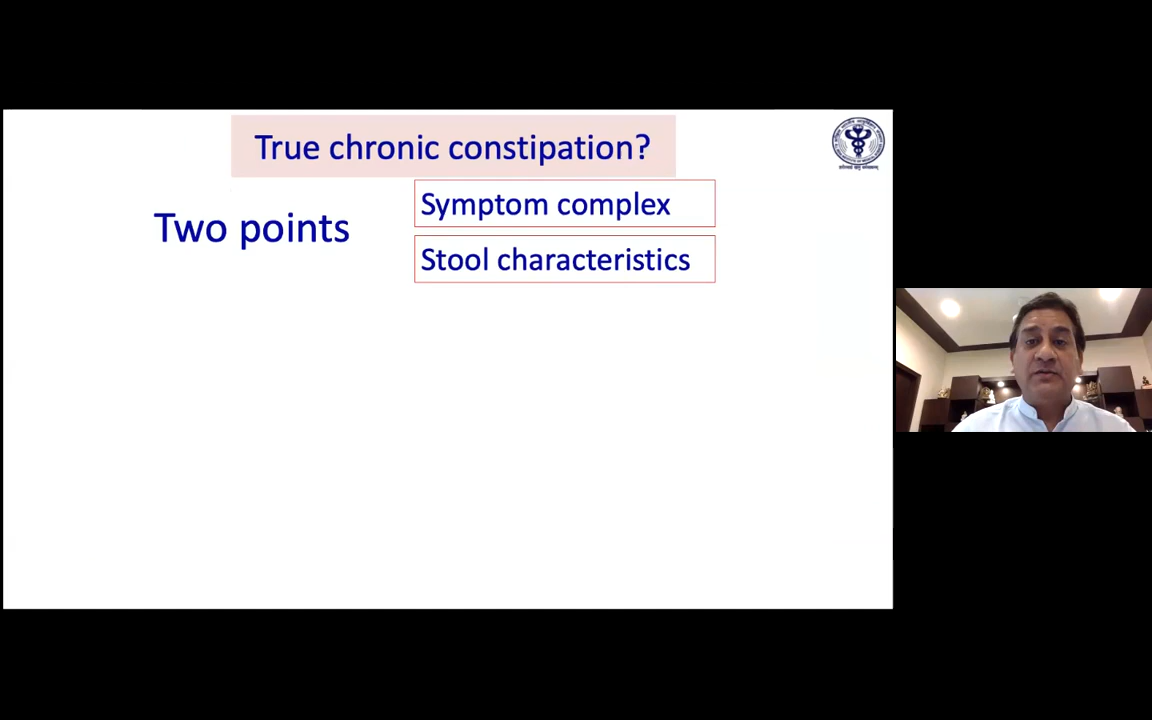 True chronic constipation?
Two points
Symptom complex
Stool characteristics